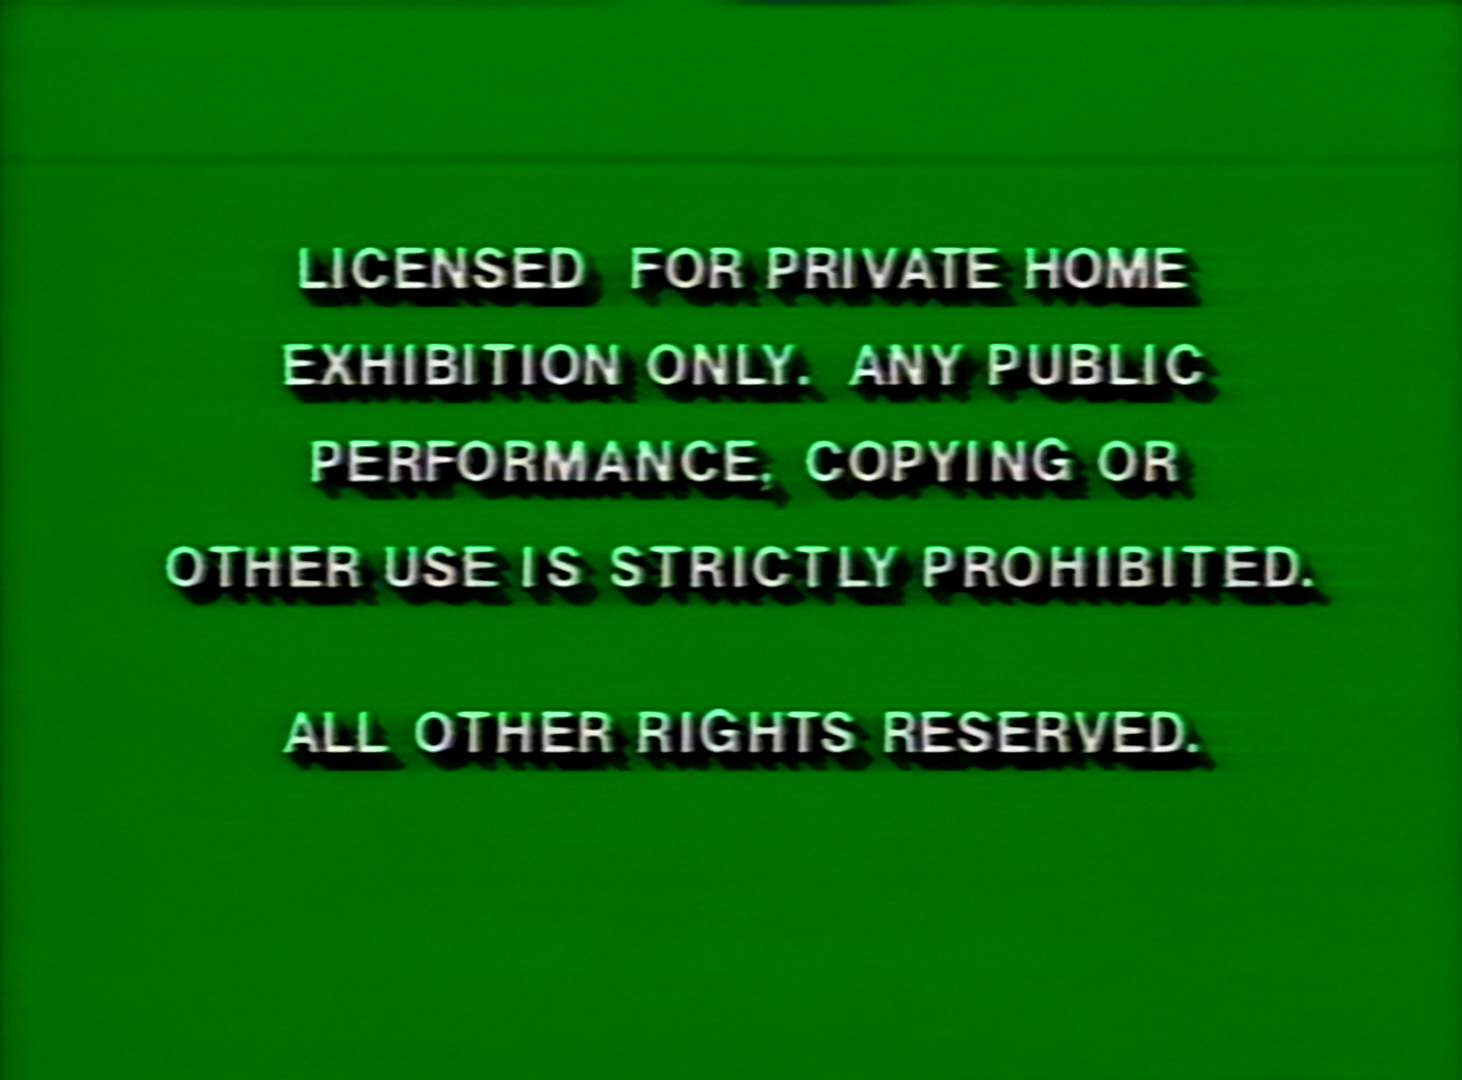 LICENSED FOR PRIVATE HOME
EXHIBITION ONLY. ANY PUBLIC
PERFORMANCE, COPYING OR
OTHER USE IS STRICTLY PROHIBITED.
ALL OTHER RIGHTS RESERVED.